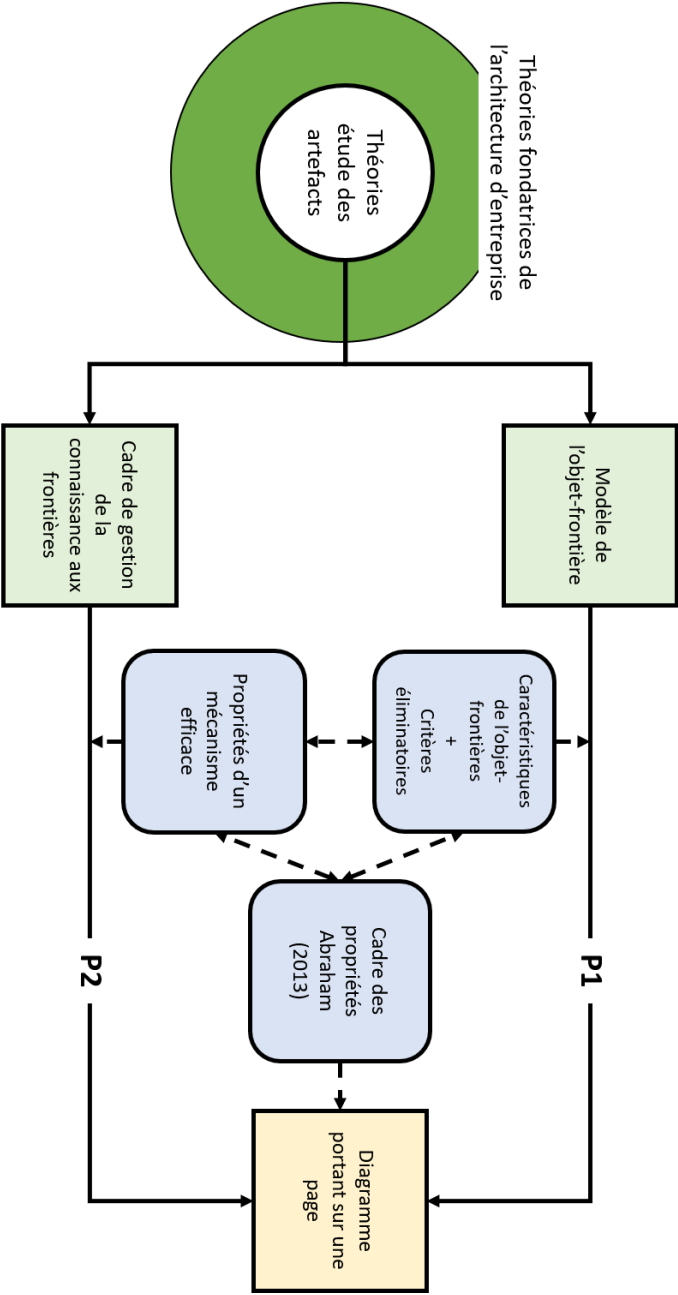 Théories fondatrices de
l'architecture d'entreprise
Théories
étude des
artefacts
Modèle de
l'objet-frontière
Cadre de gestion
de la
connaissance aux
frontières
Caractéristiques
de l'objet-
frontières
+
Critères
éliminatoires
Propriétés d'un
mécanisme
efficace
Cadre des
propriétés
Abraham
(2013)
P1
P2
Diagramme
portant sur une
page